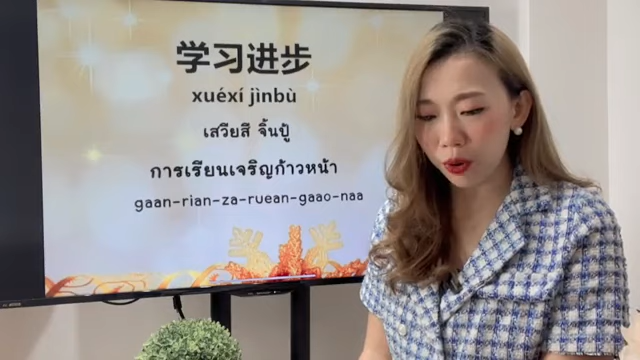 学习进步
xuéxí jìnbù
เสวียสี จิ้นปู้
การเรียนเจริญก้าวหน้า
gaan-rian-za-ruean-gaao-naa